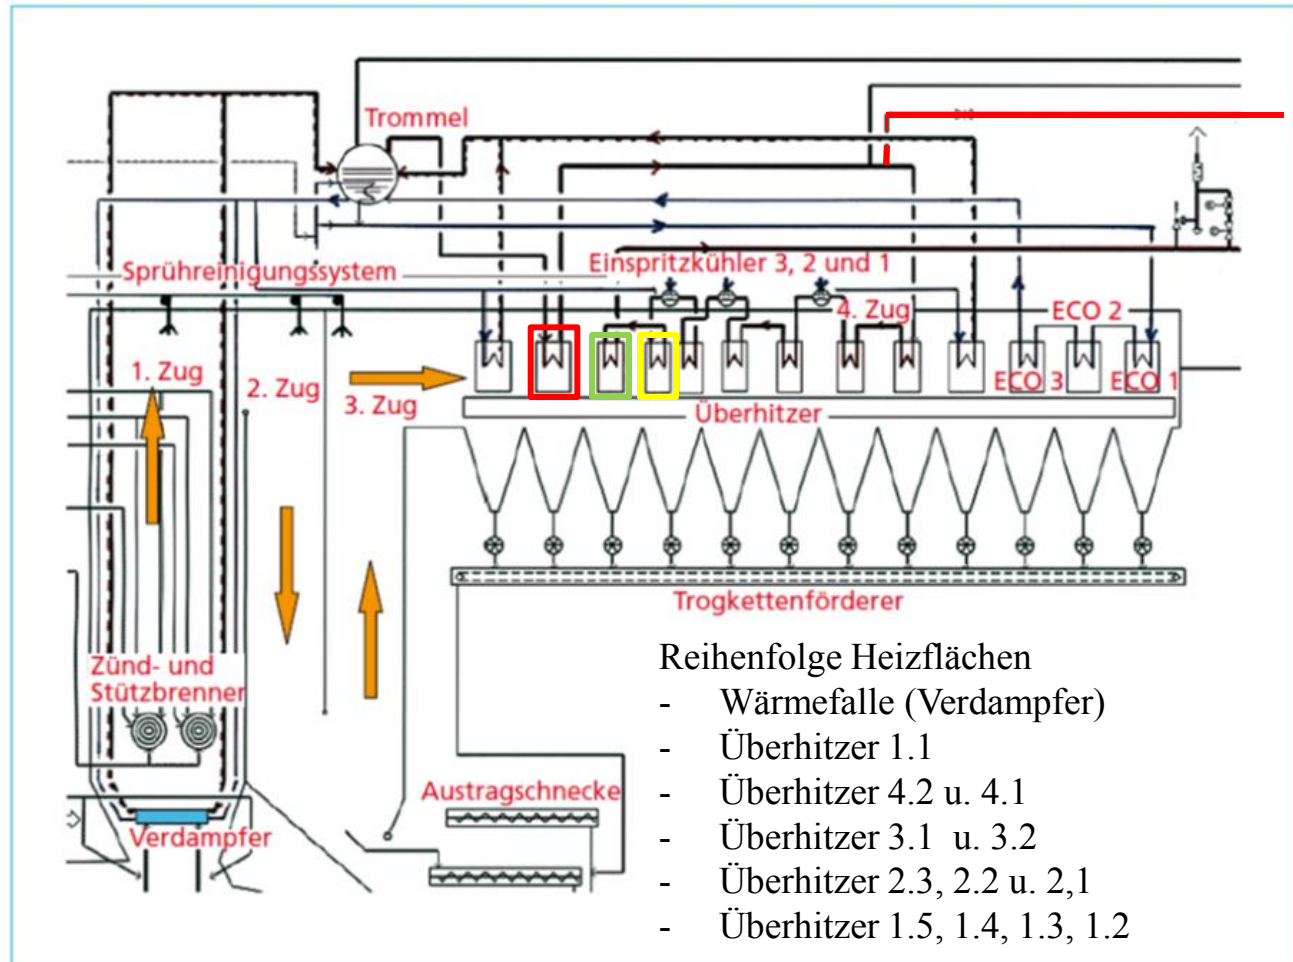 Trommel
Sprühreinigungssystem
Einspritzkühler 3, 2 und 1
4. Zug
ECO 2
1. Zug
2. Zug
3. Zug
ECO 3
ECO 1
Überhitzer
Trogkettenförderer
Zünd- und
Stützbrenner
Verdampfer
Austragschnecke
Reihenfolge Heizflächen
- Wärmefalle (Verdampfer)
- Überhitzer 1.1
- Überhitzer 4.2 u. 4.1
- Überhitzer 3.1 u. 3.2
- Überhitzer 2.3, 2.2 u. 2,1
- Überhitzer 1.5, 1.4, 1.3, 1.2